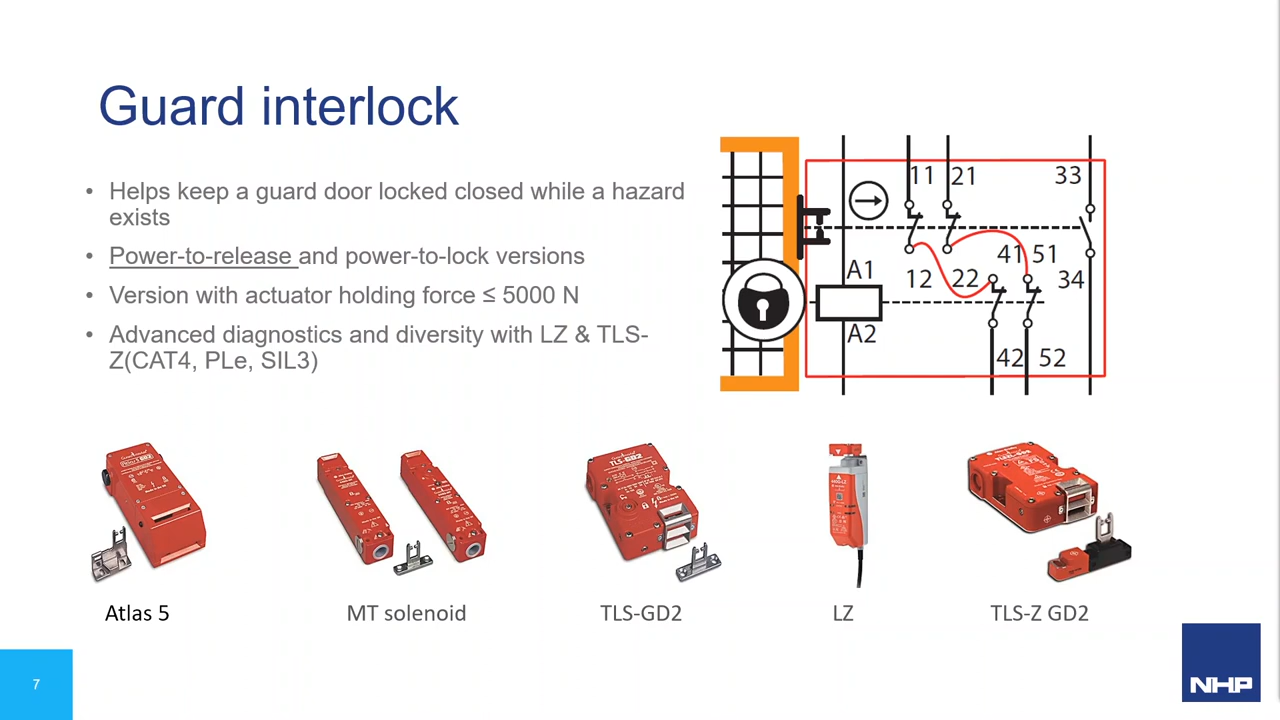 Guard interlock
• Helps keep a guard door locked closed while a hazard
exists
• Power-to-release and power-to-lock versions
• Version with actuator holding force ≤ 5000 N
• Advanced diagnostics and diversity with LZ & TLS-
Z(CAT4, PLe, SIL3)
11 21 33
A1 12 22 41 51 34
A2 42 52
TLS-GD2
Atlas 5 MT solenoid TLS-GD2 LZ TLS-Z GD2
7
NHP